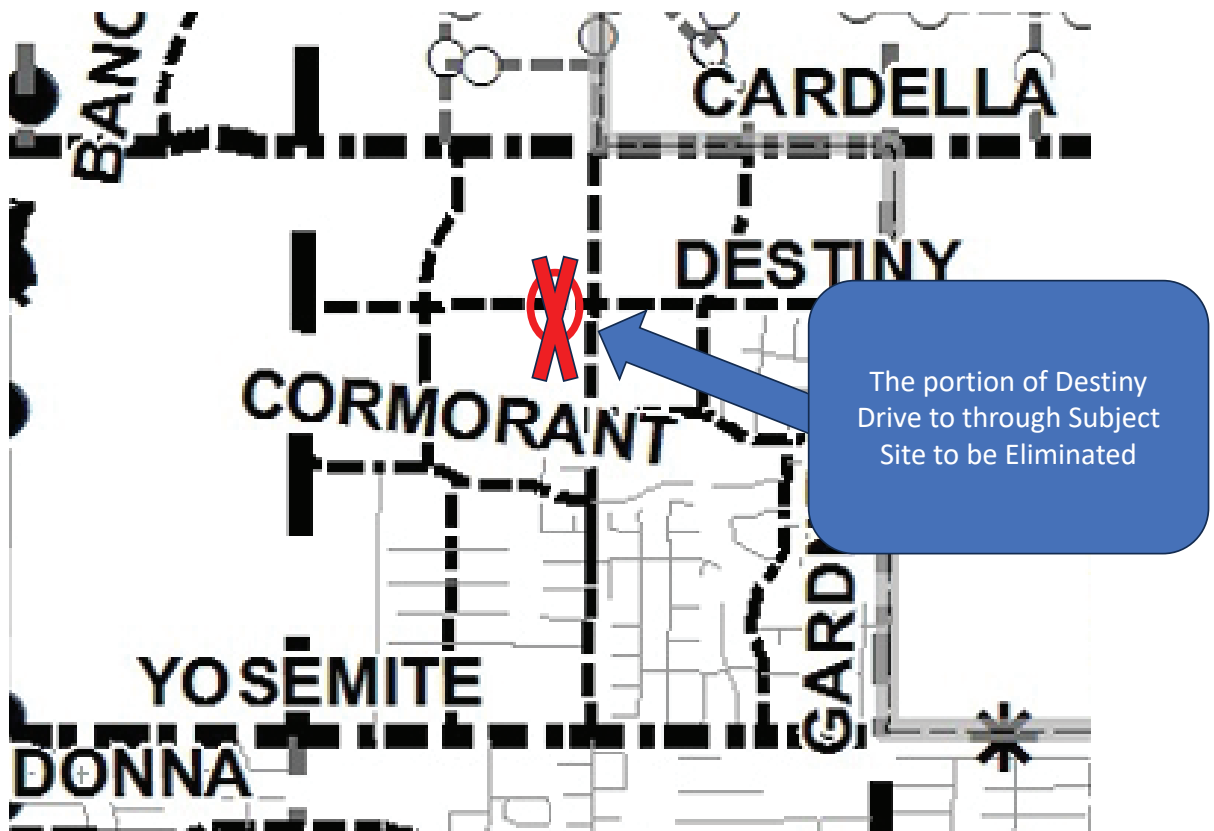 BANC
CARDELLA
DESTINY
The portion of Destiny
Drive to through Subject
Site to be Eliminated
CORMORANT
GARD
YOSEMITE
DONNA